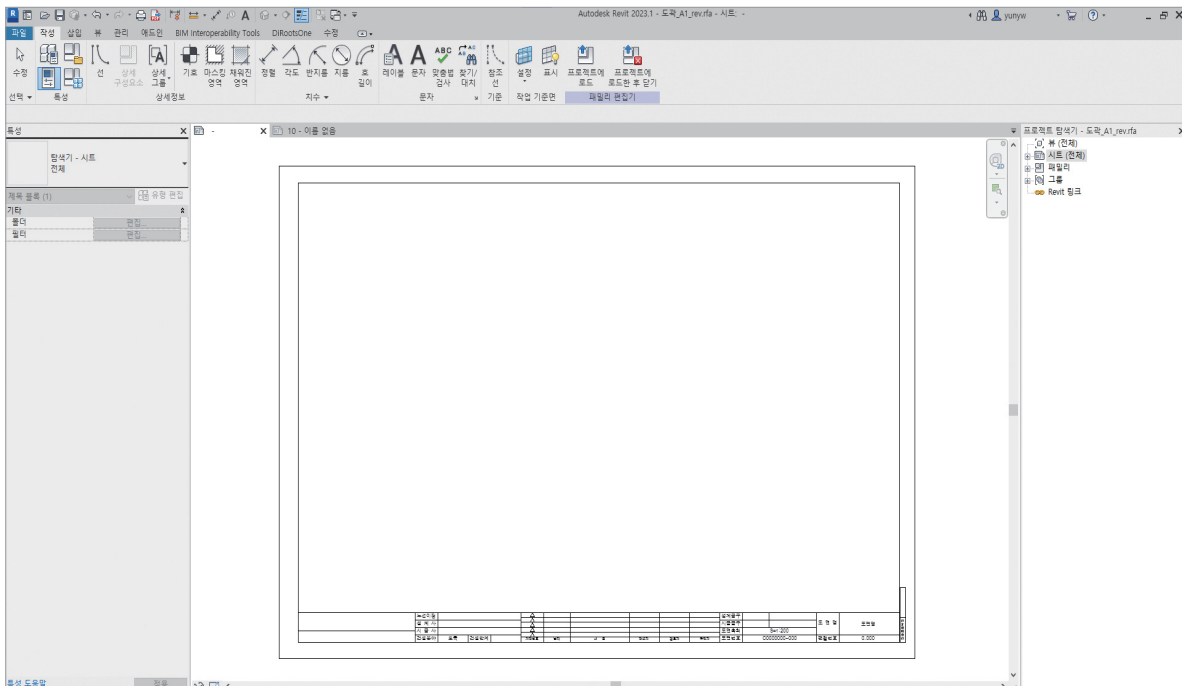 Autodesk Revit 2023.1 - 도곽_A1_rev.rfa - 시트: -
yunyw
파일 작성 삽입 뷰 관리 애드인 BIM Interoperability Tools DiRootsOne 수정
수정 선 상세 구성요소 상세 그룹 기호 마스킹 영역 채워진 영역 정렬 각도 반지름 지름 호 길이 레이블 문자 맞춤법 검사 찾기/대치 참조 선 설정 표시 프로젝트에 로드 프로젝트에 로드한 후 닫기
선택 특성 상세정보 치수 문자 기준 작업 기준면 패밀리 편집기
특성
-
10 - 이름 없음
프로젝트 탐색기 - 도곽_A1_rev.rfa
탐색기 - 시트
전체
제목 블록 (1) 유형 편집
기타
폴더 편집...
필터 편집...
특성 도움말 적용
뷰 (전체)
시트 (전체)
패밀리
그룹
Revit 링크
도면명
0.000